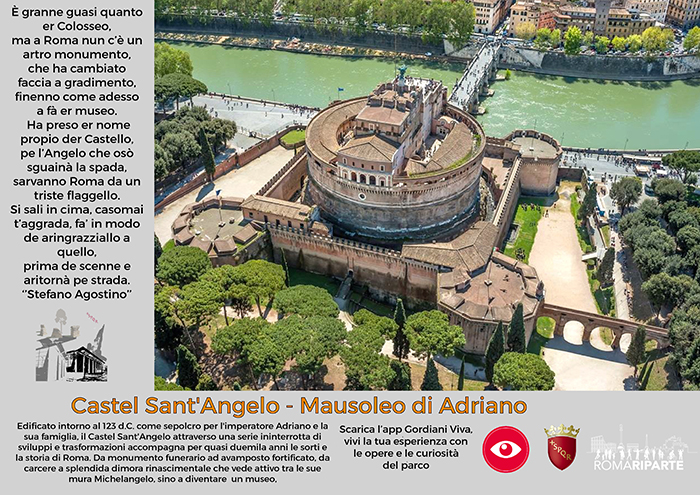 È granne guasi quanto
er Colosseo,
ma a Roma nun c'è un
artro monumento,
che ha cambiato
faccia a gradimento,
finenno come adesso
a fà er museo.
Ha preso er nome
propio der Castello,
pe l'Angelo che osò
sguainà la spada,
sarvanno Roma da un
triste flaggello.
Si sali in cima, casomai
t'aggrada, fa' in modo
de aringrazziallo a
quello,
prima de scenne e
aritornà pe strada.
‘’Stefano Agostino’’
Castel Sant'Angelo - Mausoleo di Adriano
Edificato intorno al 123 d.C. come sepolcro per l'imperatore Adriano e la
sua famiglia, il Castel Sant'Angelo attraverso una serie ininterrotta di
sviluppi e trasformazioni accompagna per quasi duemila anni le sorti e
la storia di Roma. Da monumento funerario ad avamposto fortificato, da
carcere a splendida dimora rinascimentale che vede attivo tra le sue
mura Michelangelo, sino a diventare un museo,
Scarica l'app Gordiani Viva,
vivi la tua esperienza con
le opere e le curiosità
del parco
SPQR
ROMARIPARTE